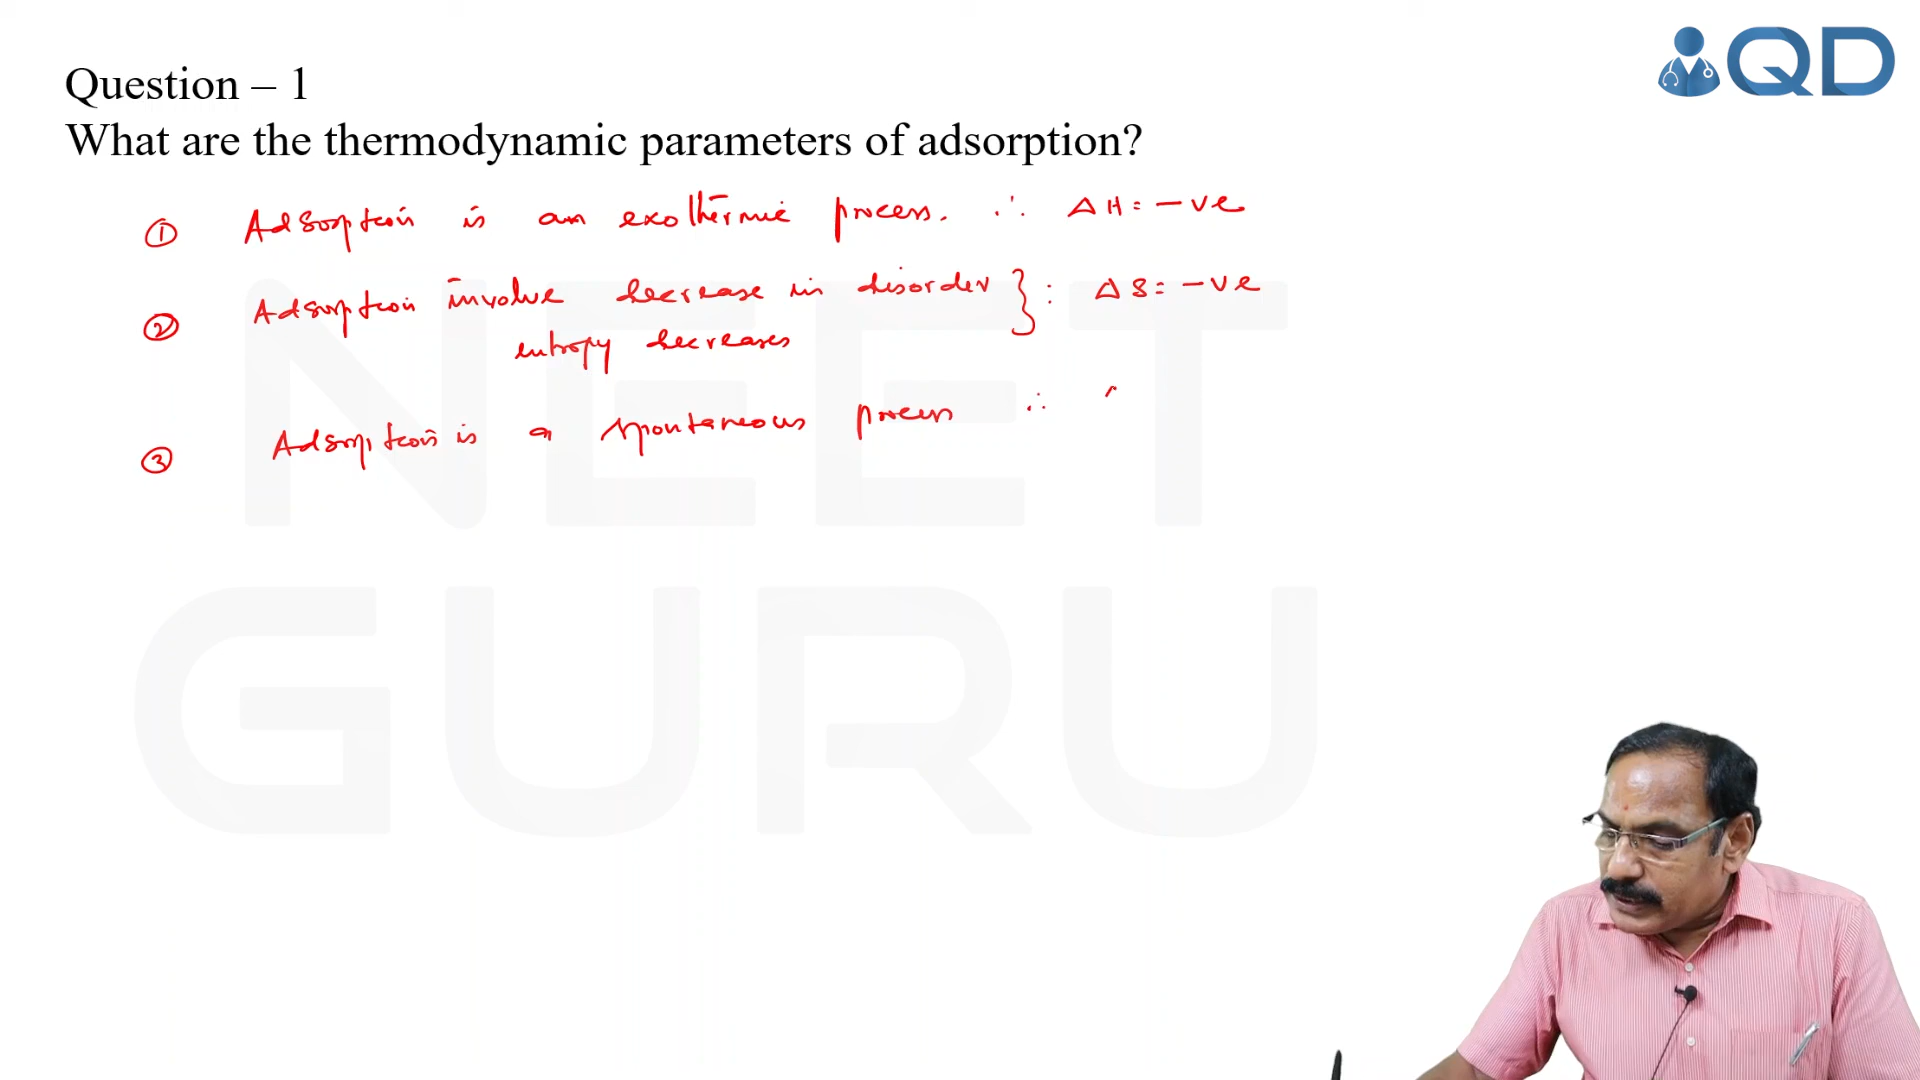 QD
Question – 1
What are the thermodynamic parameters of adsorption?
① Adsorption is an exothermic process. ∴ ΔH = -ve
② Adsorption involve decrease in disorder } : ΔS = -ve
entropy decreases
③ Adsorption is a spontaneous process ∴
NEET
GURU